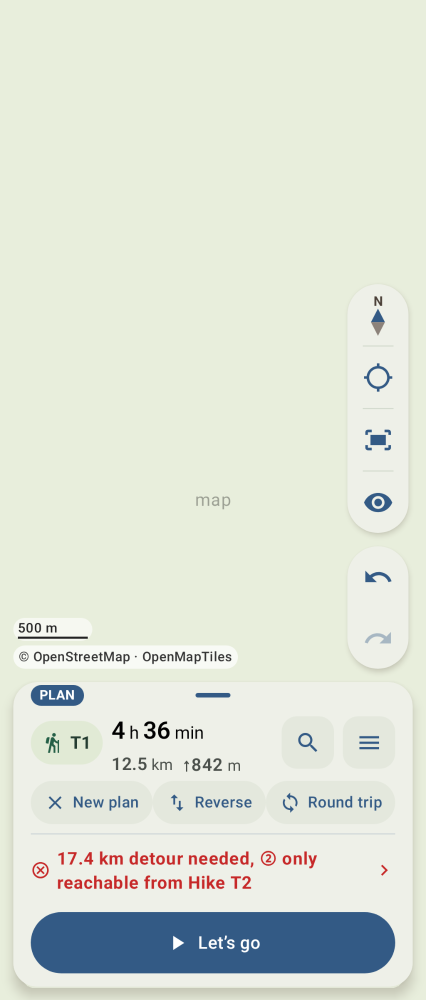 N
map
500 m
© OpenStreetMap · OpenMapTiles
PLAN
T1
4 h 36 min
12.5 km ↑842 m
New plan
Reverse
Round trip
17.4 km detour needed, ② only
reachable from Hike T2
Let’s go